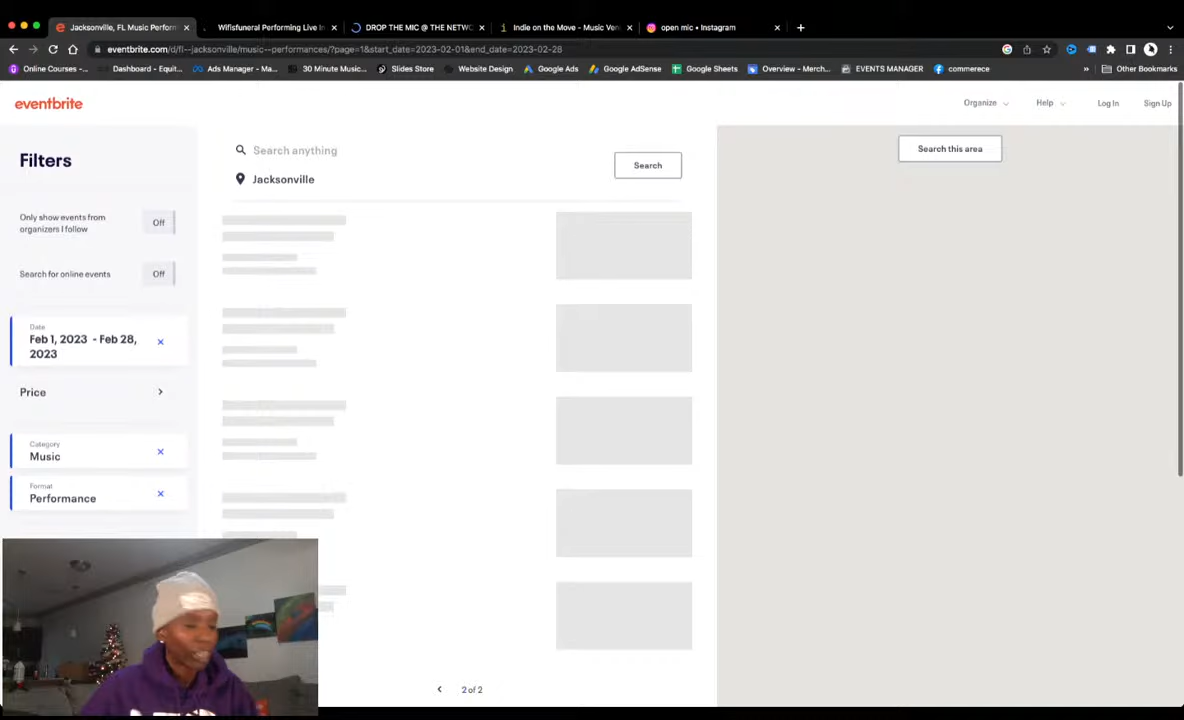 Jacksonville, FL Music Perform
Wifisfuneral Performing Live In
DROP THE MIC @ THE NETWO
Indie on the Move - Music Ven
open mic • Instagram
eventbrite.com/d/fl--jacksonville/music--performances/?page=1&start_date=2023-02-01&end_date=2023-02-28
Online Courses -...
Dashboard - Equit...
Ads Manager - Ma...
30 Minute Music...
Slides Store
Website Design
Google Ads
Google AdSense
Google Sheets
Overview - Merch...
EVENTS MANAGER
commerece
»
Other Bookmarks
eventbrite
Organize
Help
Log In
Sign Up
Filters
Only show events from
organizers I follow
Off
Search for online events
Off
Date
Feb 1, 2023 - Feb 28,
2023
Price
Category
Music
Format
Performance
Search anything
Jacksonville
Search
Search this area
2 of 2